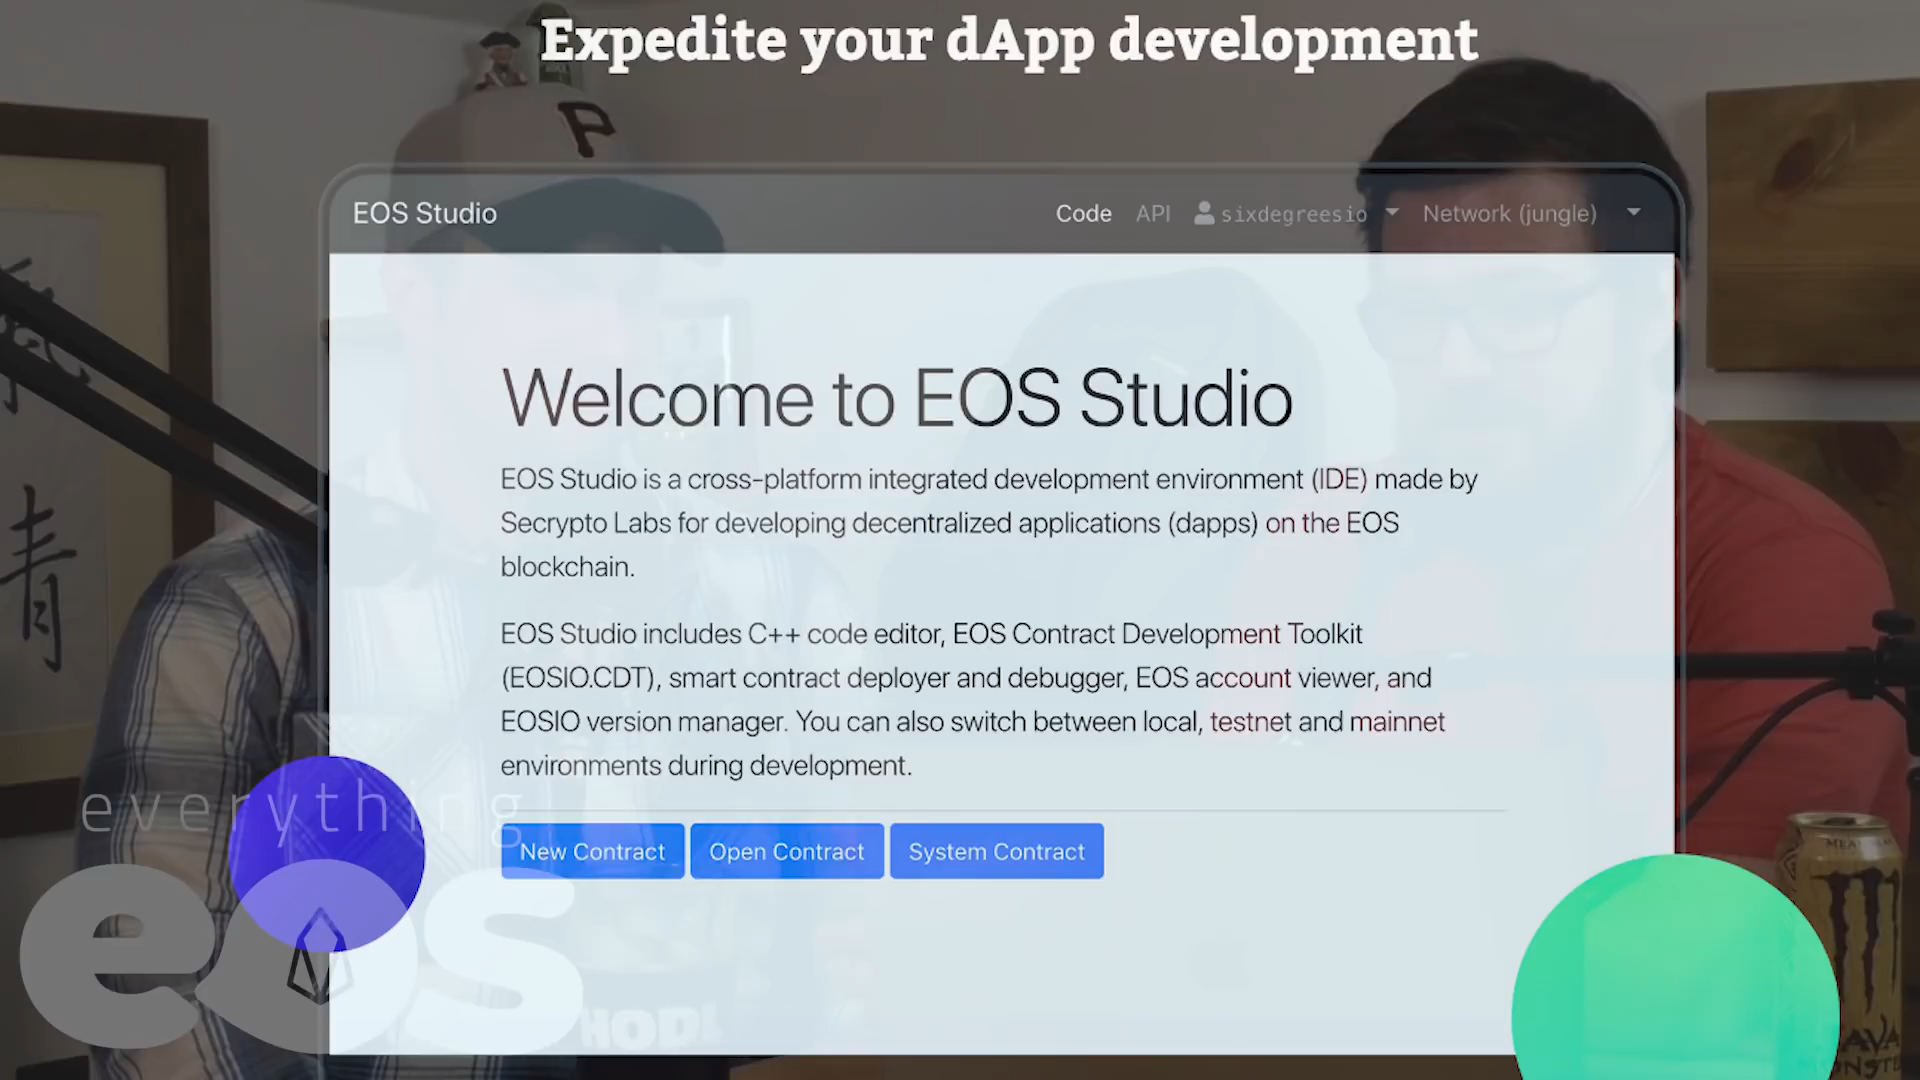 Expedite your dApp development
P
EOS Studio
Code API sixdegreesio Network (jungle)
Welcome to EOS Studio
EOS Studio is a cross-platform integrated development environment (IDE) made by
Secrypto Labs for developing decentralized applications (dapps) on the EOS
blockchain.
EOS Studio includes C++ code editor, EOS Contract Development Toolkit
(EOSIO.CDT), smart contract deployer and debugger, EOS account viewer, and
EOSIO version manager. You can also switch between local, testnet and mainnet
environments during development.
New Contract Open Contract System Contract
everything
eos
HODL
青